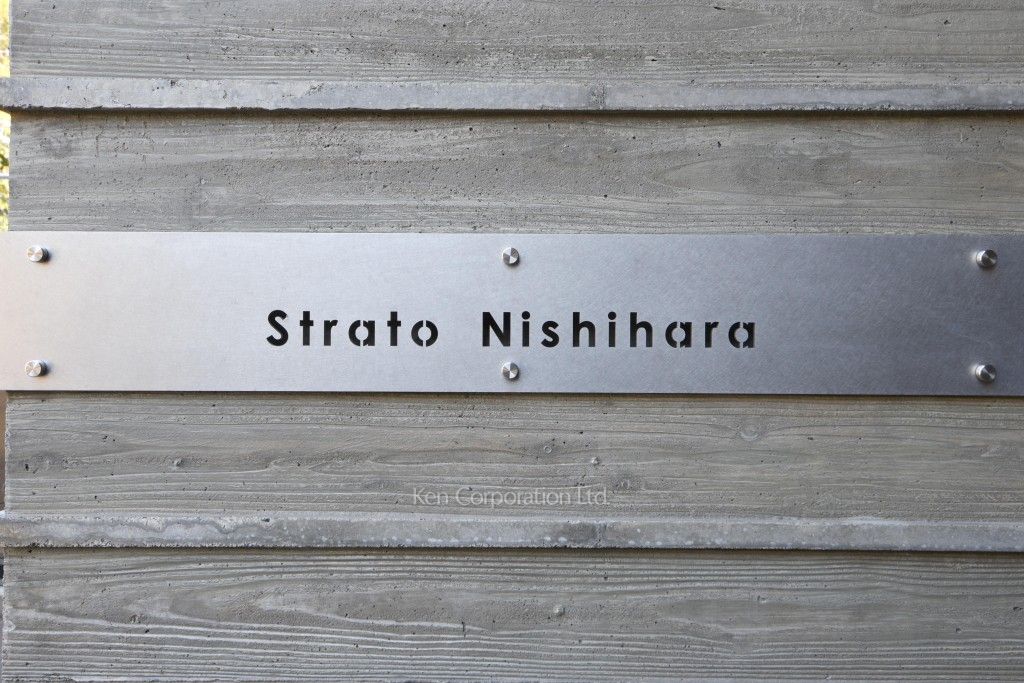 Strato Nishihara
Ken Corporation Ltd.